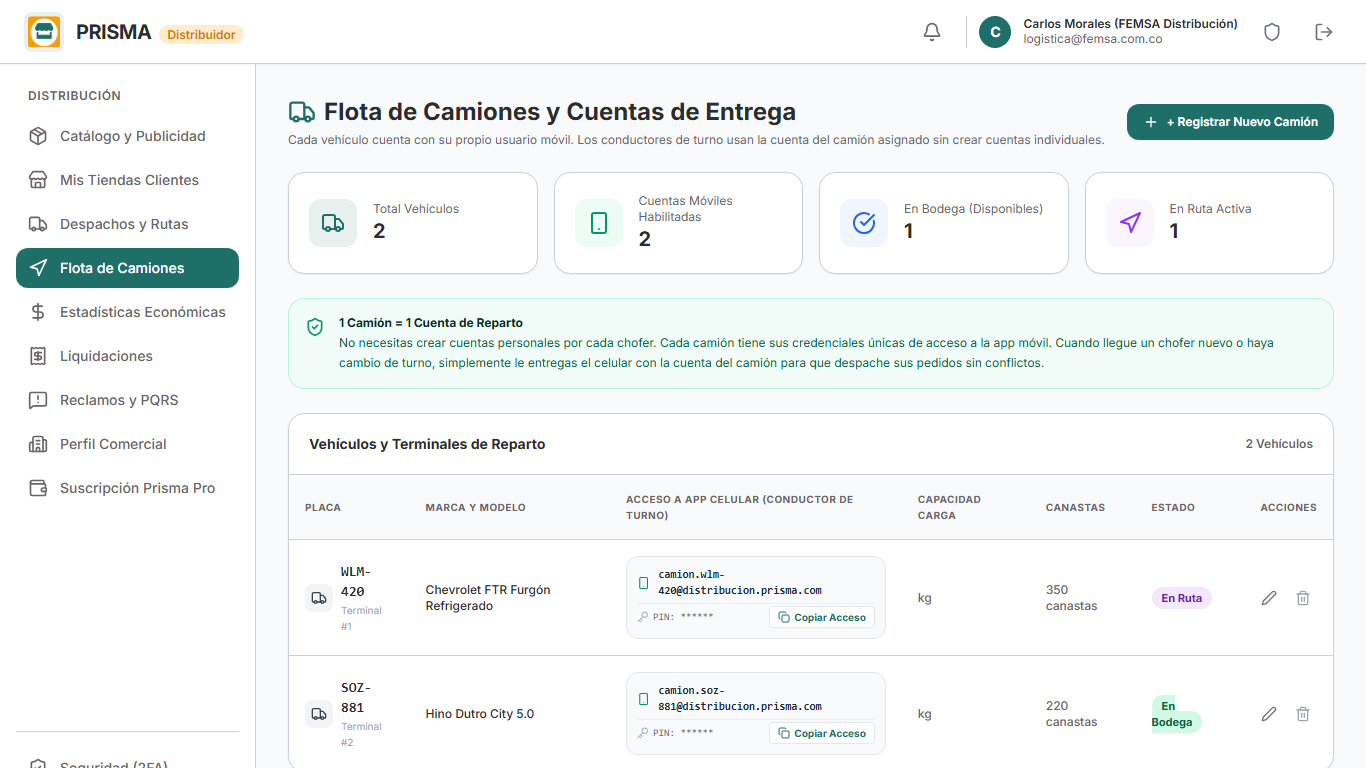 PRISMA Distribuidor
C
Carlos Morales (FEMSA Distribución)
logistica@femsa.com.co
DISTRIBUCIÓN
Catálogo y Publicidad
Mis Tiendas Clientes
Despachos y Rutas
Flota de Camiones
Estadísticas Económicas
Liquidaciones
Reclamos y PQRS
Perfil Comercial
Suscripción Prisma Pro
Seguridad (2FA)
Flota de Camiones y Cuentas de Entrega
Cada vehículo cuenta con su propio usuario móvil. Los conductores de turno usan la cuenta del camión asignado sin crear cuentas individuales.
+ Registrar Nuevo Camión
Total Vehículos
2
Cuentas Móviles
Habilitadas
2
En Bodega (Disponibles)
1
En Ruta Activa
1
1 Camión = 1 Cuenta de Reparto
No necesitas crear cuentas personales por cada chofer. Cada camión tiene sus credenciales únicas de acceso a la app móvil. Cuando llegue un chofer nuevo o haya
cambio de turno, simplemente le entregas el celular con la cuenta del camión para que despache sus pedidos sin conflictos.
Vehículos y Terminales de Reparto
2 Vehículos
PLACA
MARCA Y MODELO
ACCESO A APP CELULAR (CONDUCTOR DE
TURNO)
CAPACIDAD
CARGA
CANASTAS
ESTADO
ACCIONES
WLM-
420
Terminal
#1
Chevrolet FTR Furgón
Refrigerado
camion.wlm-
420@distribucion.prisma.com
PIN: ******
Copiar Acceso
kg
350
canastas
En Ruta
SOZ-
881
Terminal
#2
Hino Dutro City 5.0
camion.soz-
881@distribucion.prisma.com
PIN: ******
Copiar Acceso
kg
220
canastas
En
Bodega